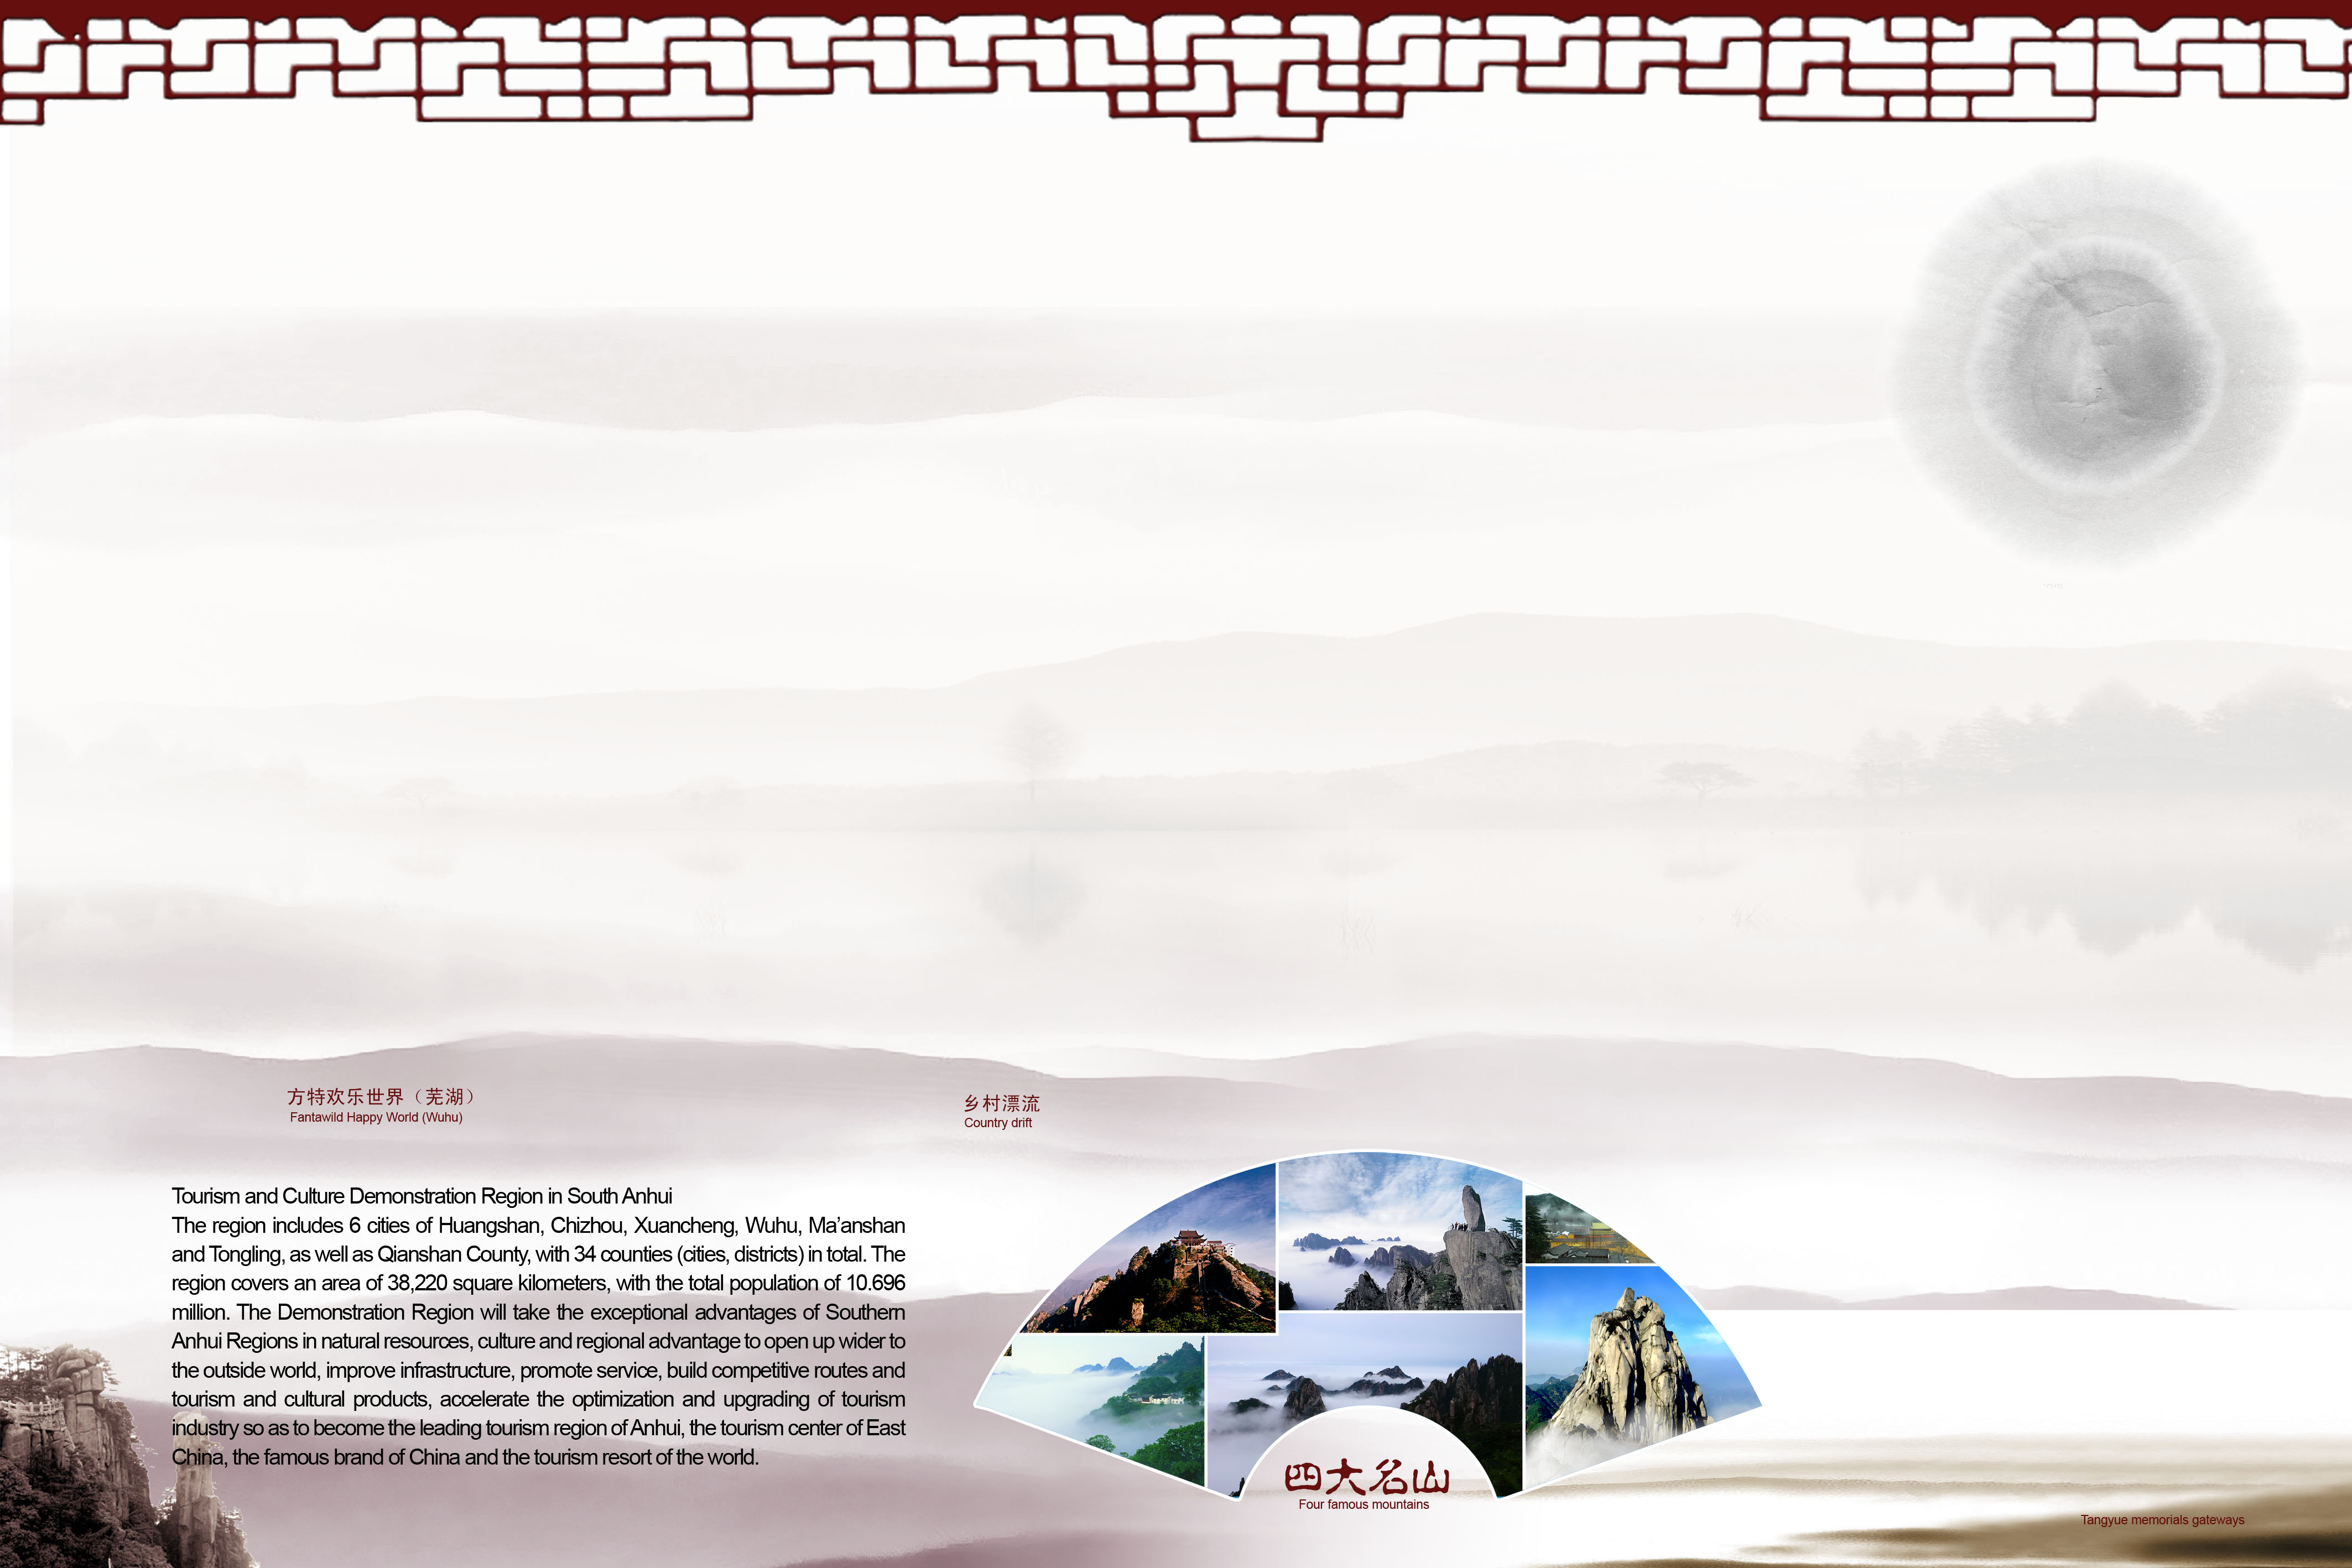 方特欢乐世界（芜湖）
Fantawild Happy World (Wuhu)
乡村漂流
Country drift
Tourism and Culture Demonstration Region in South Anhui
The region includes 6 cities of Huangshan, Chizhou, Xuancheng, Wuhu, Ma’anshan
and Tongling, as well as Qianshan County, with 34 counties (cities, districts) in total. The
region covers an area of 38,220 square kilometers, with the total population of 10.696
million. The Demonstration Region will take the exceptional advantages of Southern
Anhui Regions in natural resources, culture and regional advantage to open up wider to
the outside world, improve infrastructure, promote service, build competitive routes and
tourism and cultural products, accelerate the optimization and upgrading of tourism
industry so as to become the leading tourism region of Anhui, the tourism center of East
China, the famous brand of China and the tourism resort of the world.
四大名山
Four famous mountains
Tangyue memorials gateways